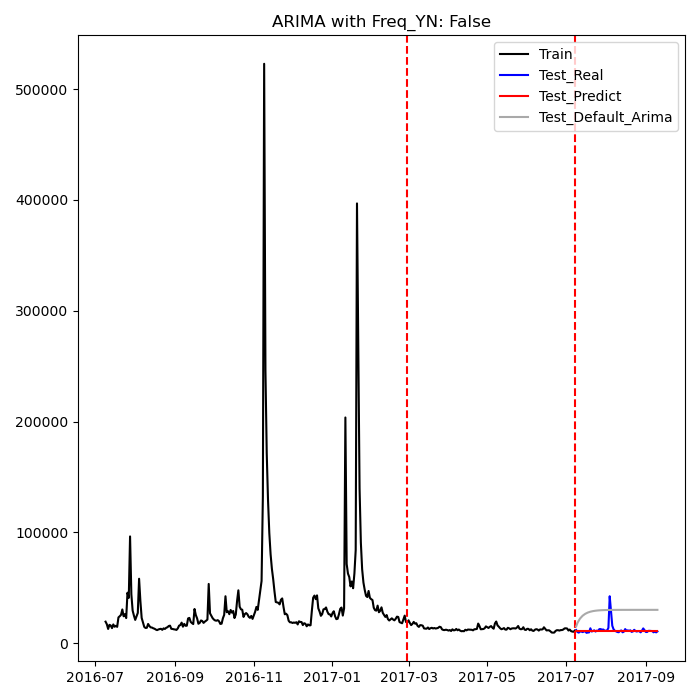 ARIMA with Freq_YN: False
Train
Test_Real
Test_Predict
Test_Default_Arima
500000
400000
300000
200000
100000
0
2016-07 2016-09 2016-11 2017-01 2017-03 2017-05 2017-07 2017-09